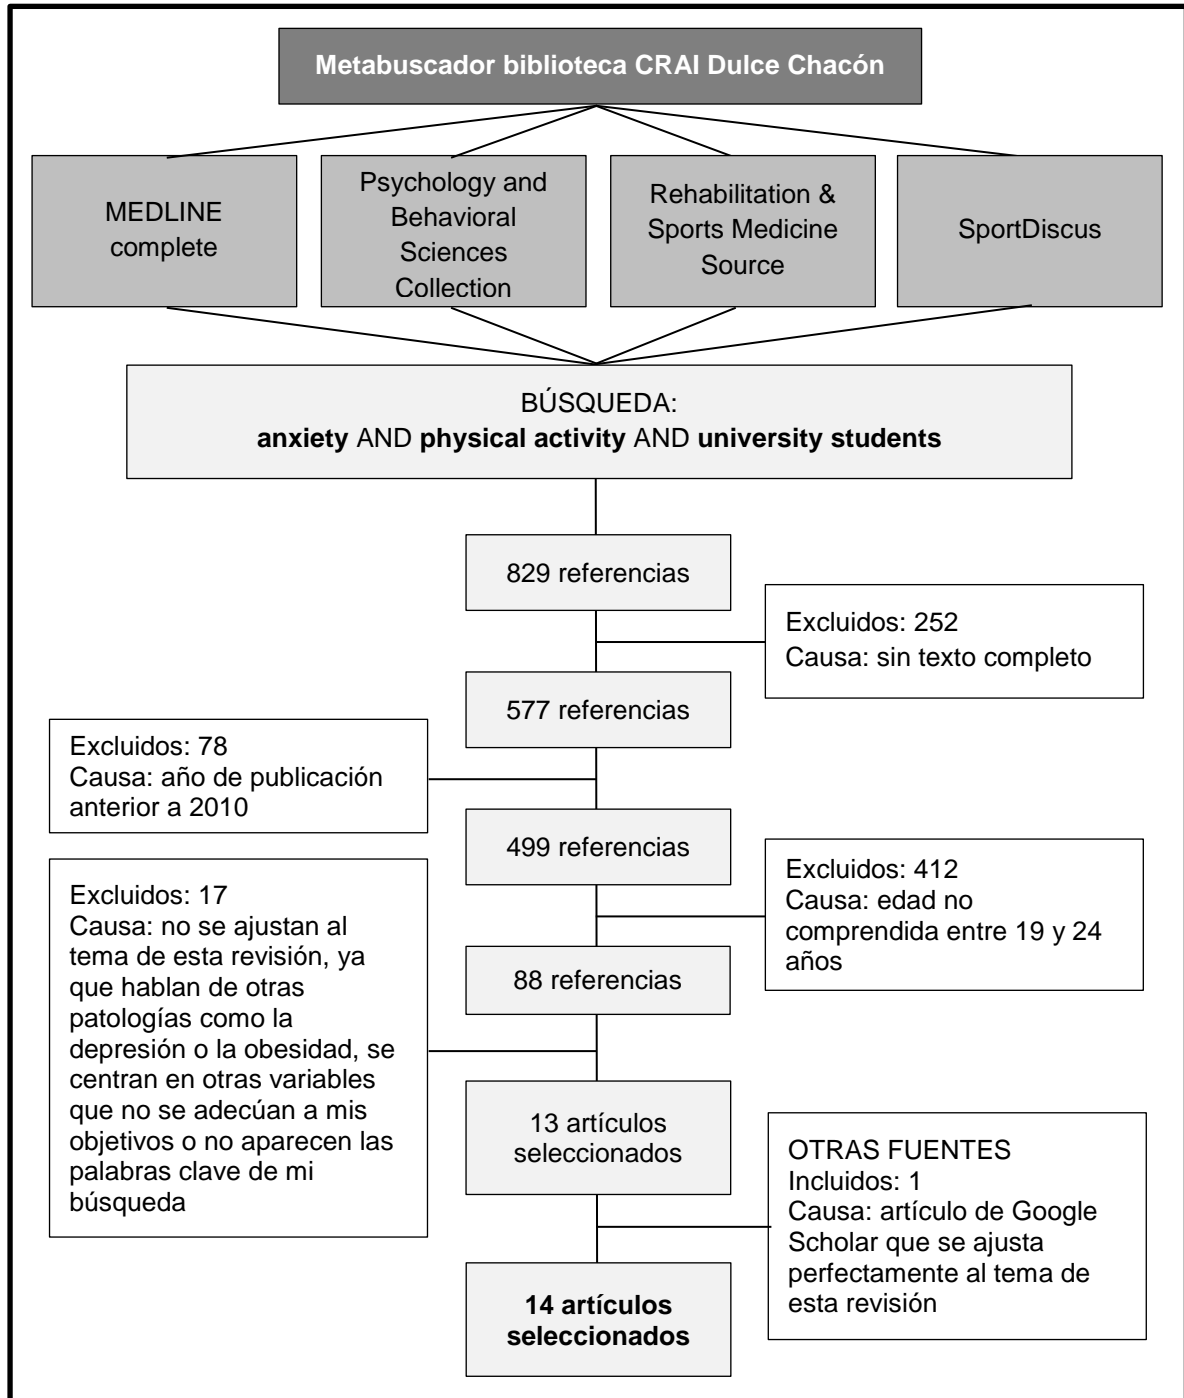 Metabuscador biblioteca CRAI Dulce Chacón
MEDLINE
complete
Psychology and
Behavioral
Sciences
Collection
Rehabilitation &
Sports Medicine
Source
SportDiscus
BÚSQUEDA:
anxiety AND physical activity AND university students
829 referencias
Excluidos: 252
Causa: sin texto completo
577 referencias
Excluidos: 78
Causa: año de publicación
anterior a 2010
499 referencias
Excluidos: 412
Causa: edad no
comprendida entre 19 y 24
años
88 referencias
Excluidos: 17
Causa: no se ajustan al
tema de esta revisión, ya
que hablan de otras
patologías como la
depresión o la obesidad, se
centran en otras variables
que no se adecúan a mis
objetivos o no aparecen las
palabras clave de mi
búsqueda
13 artículos
seleccionados
OTRAS FUENTES
Incluidos: 1
Causa: artículo de Google
Scholar que se ajusta
perfectamente al tema de
esta revisión
14 artículos
seleccionados